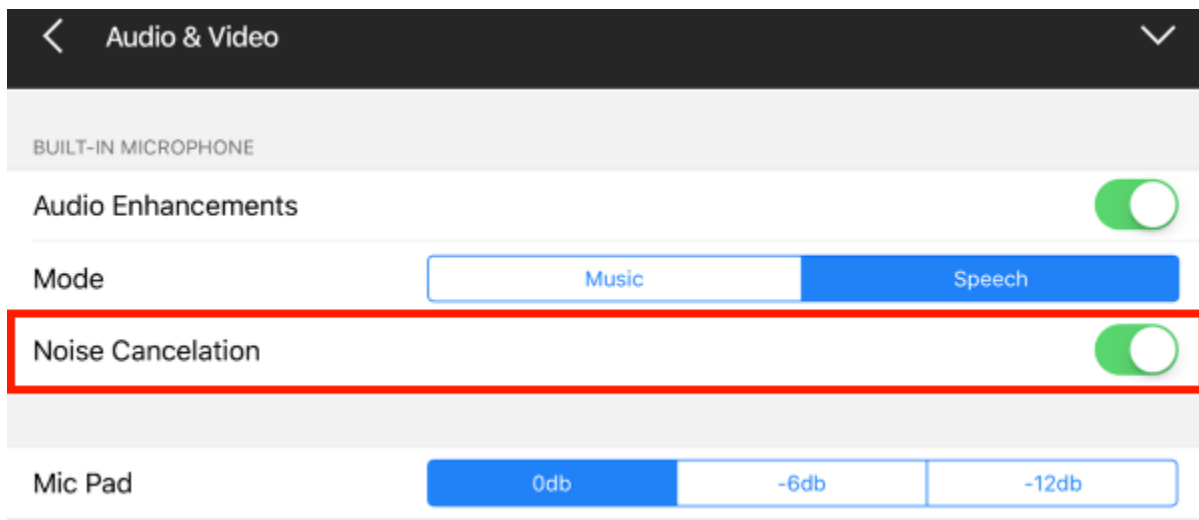 Audio & Video
BUILT-IN MICROPHONE
Audio Enhancements
Mode Music Speech
Noise Cancelation
Mic Pad 0db -6db -12db